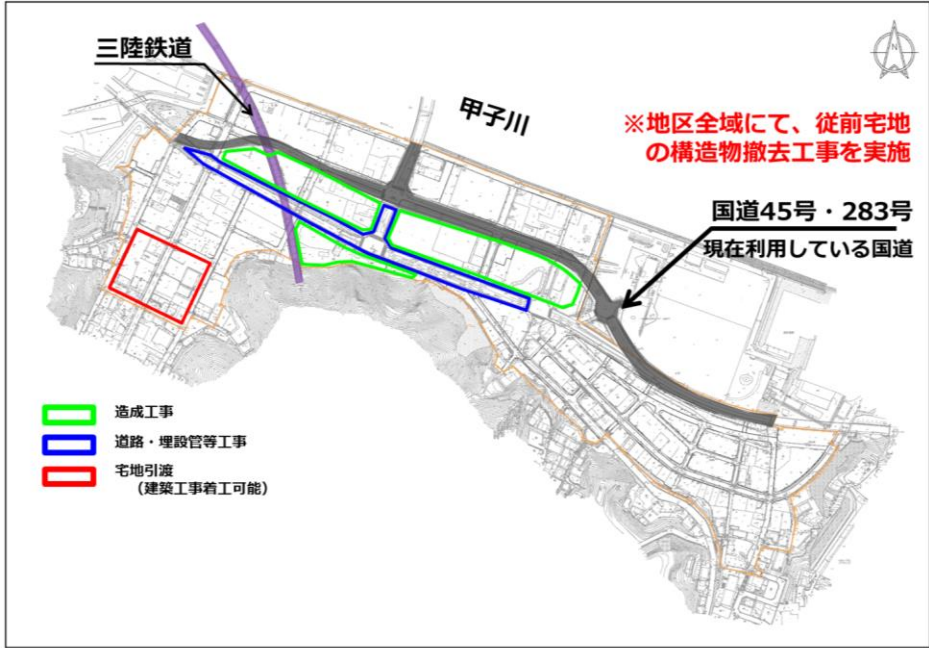 三陸鉄道
甲子川
※地区全域にて、従前宅地
の構造物撤去工事を実施
国道45号・283号
現在利用している国道
造成工事
道路・埋設管等工事
宅地引渡
（建築工事着工可能）